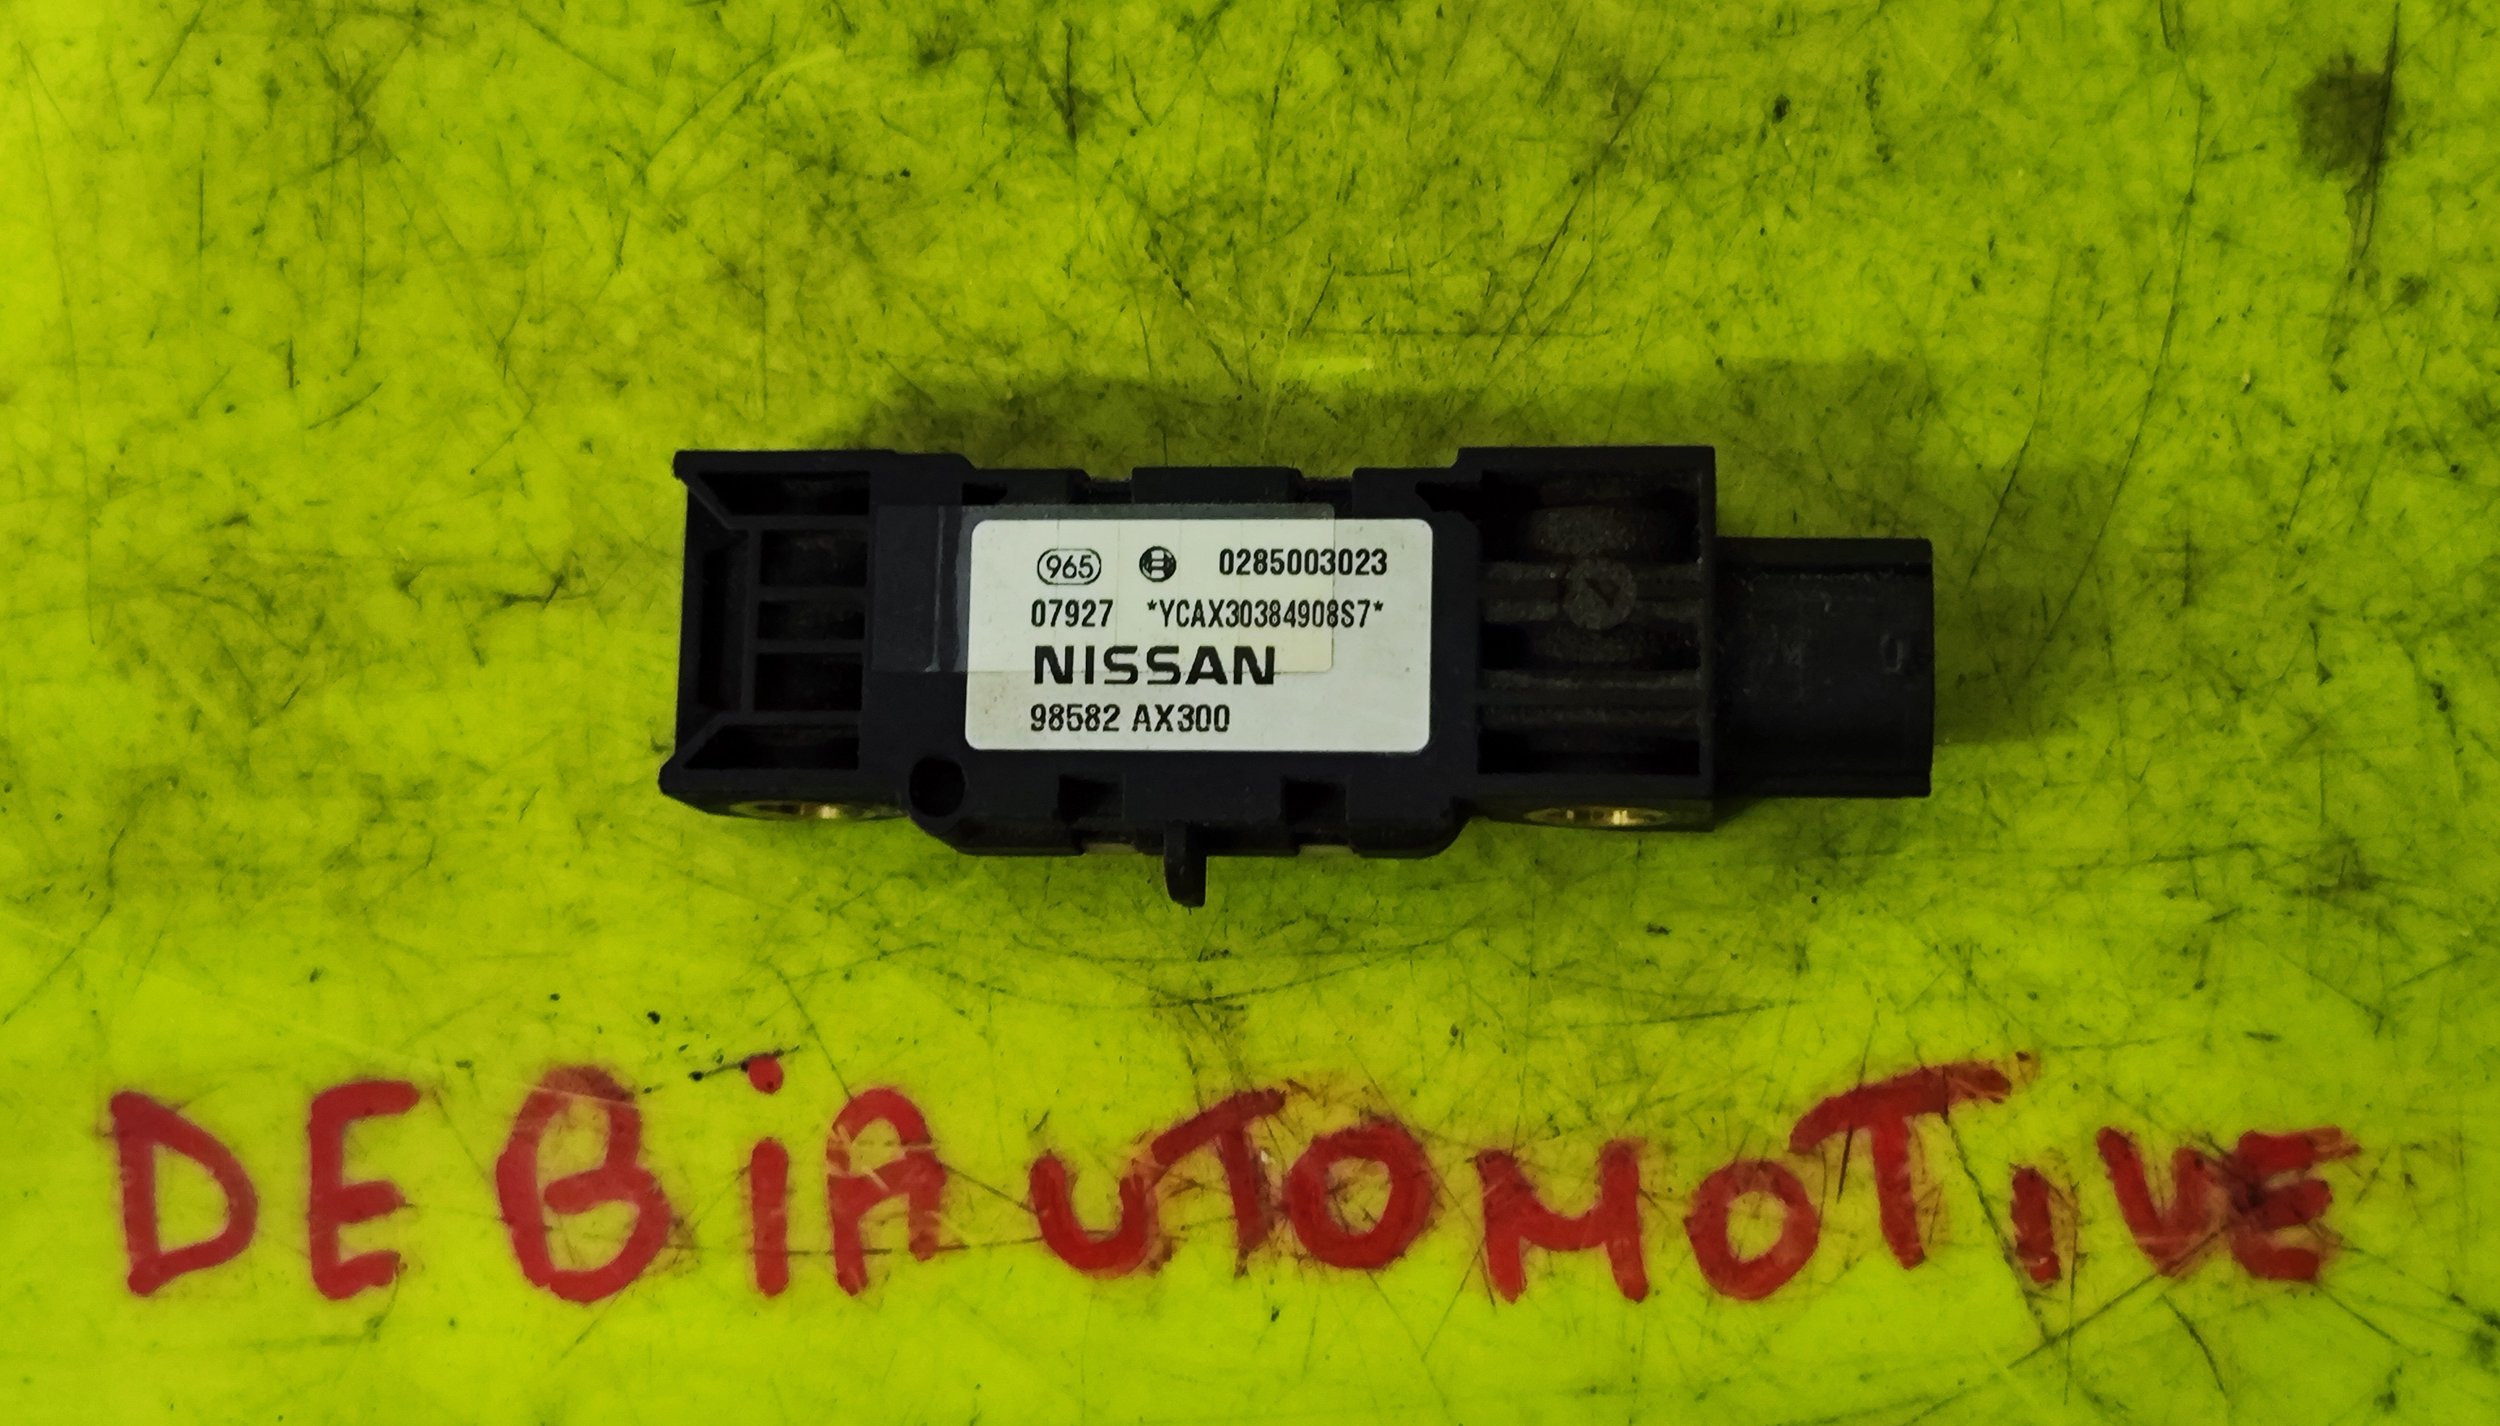 965 0285003023
07927 *YCAX30384908S7*
NISSAN
98582 AX300
DEBiAUTOMOTiVE